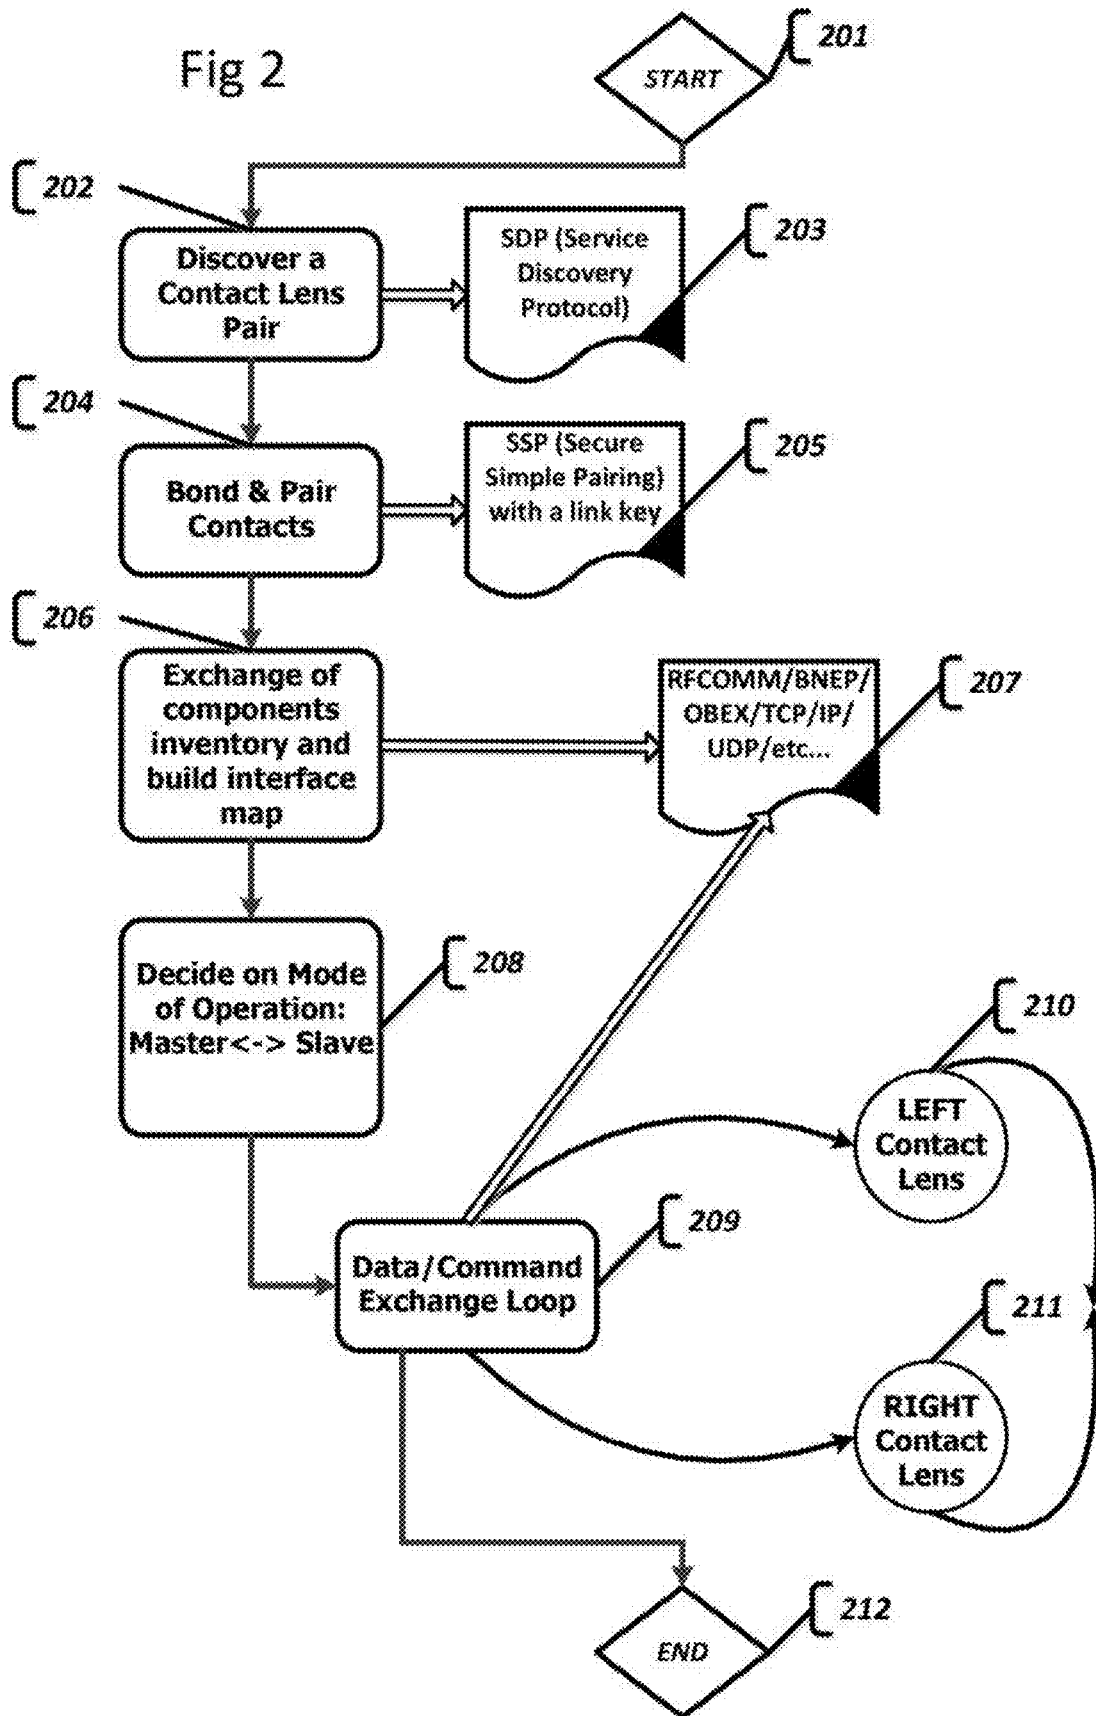 Fig 2
START
201
202
Discover a
Contact Lens
Pair
SDP (Service
Discovery
Protocol)
203
204
Bond & Pair
Contacts
SSP (Secure
Simple Pairing)
with a link key
205
206
Exchange of
components
inventory and
build interface
map
RFCOMM/BNEP/
OBEX/TCP/IP/
UDP/etc...
207
Decide on Mode
of Operation:
Master<-> Slave
208
Data/Command
Exchange Loop
209
210
LEFT
Contact
Lens
211
RIGHT
Contact
Lens
END
212